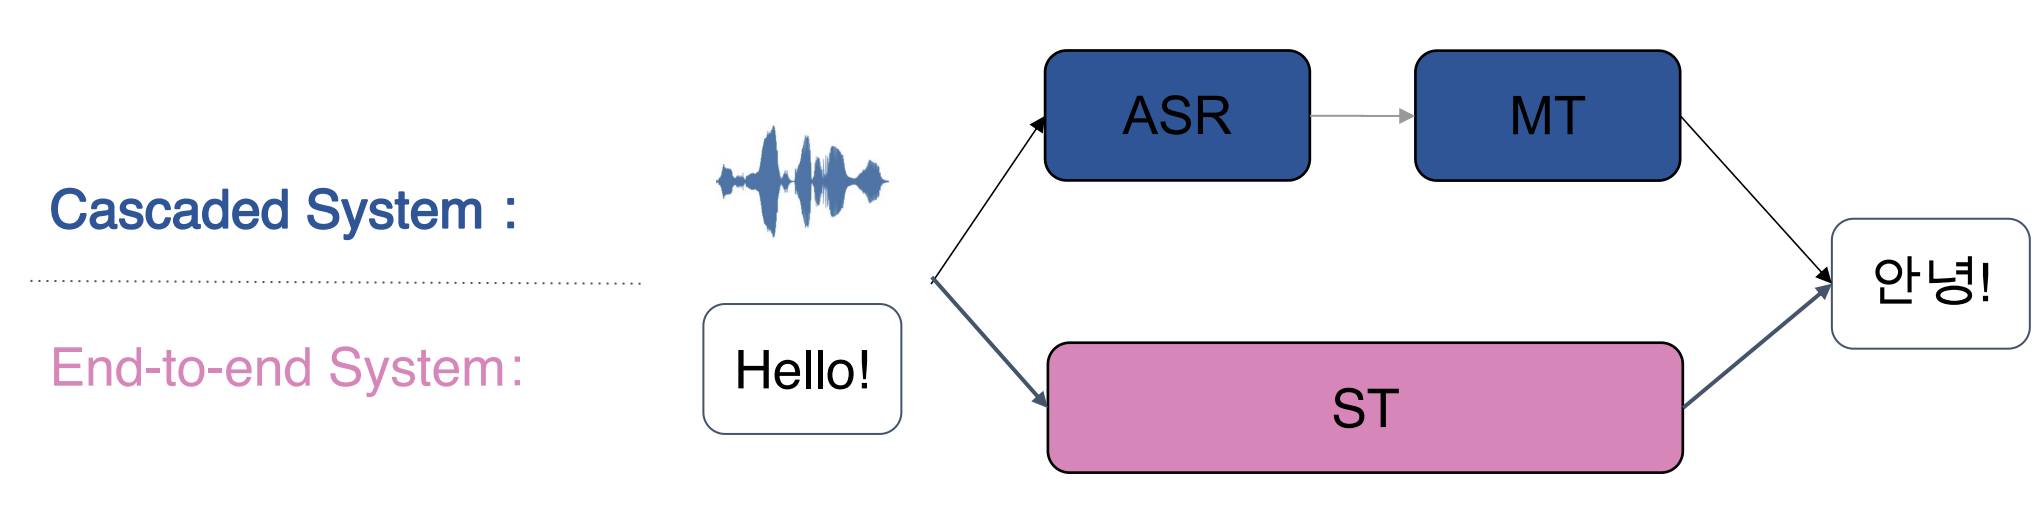 Cascaded System :
End-to-end System:
Hello!
ASR
MT
ST
안녕!